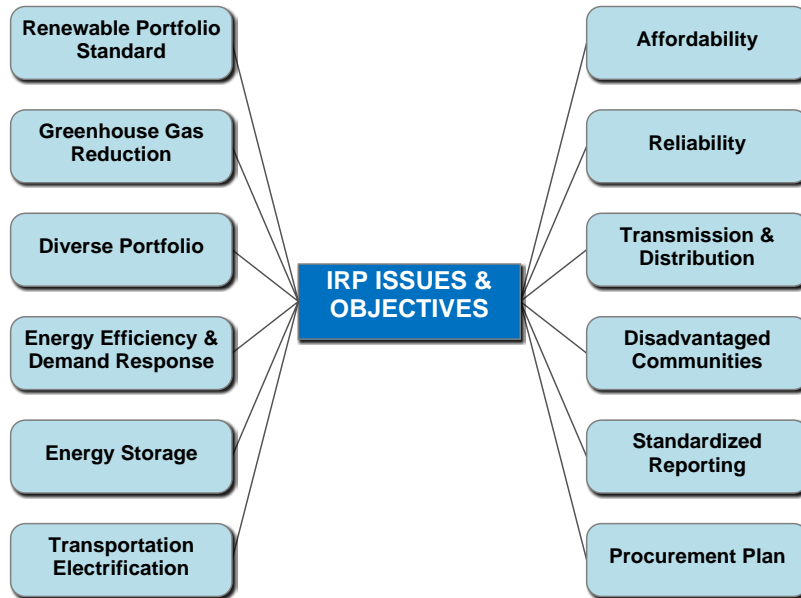 Renewable Portfolio
Standard
Greenhouse Gas
Reduction
Diverse Portfolio
Energy Efficiency &
Demand Response
Energy Storage
Transportation
Electrification
IRP ISSUES &
OBJECTIVES
Affordability
Reliability
Transmission &
Distribution
Disadvantaged
Communities
Standardized
Reporting
Procurement Plan